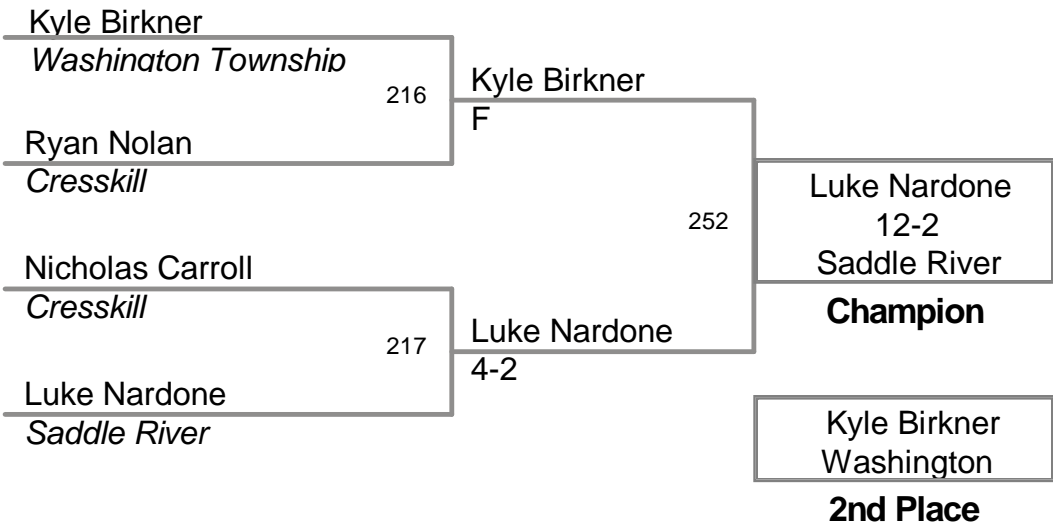 Kyle Birkner
Washington Township
216
Kyle Birkner
F
Ryan Nolan
Cresskill
252
Luke Nardone
12-2
Saddle River
Champion
Nicholas Carroll
Cresskill
217
Luke Nardone
4-2
Luke Nardone
Saddle River
Kyle Birkner
Washington
2nd Place